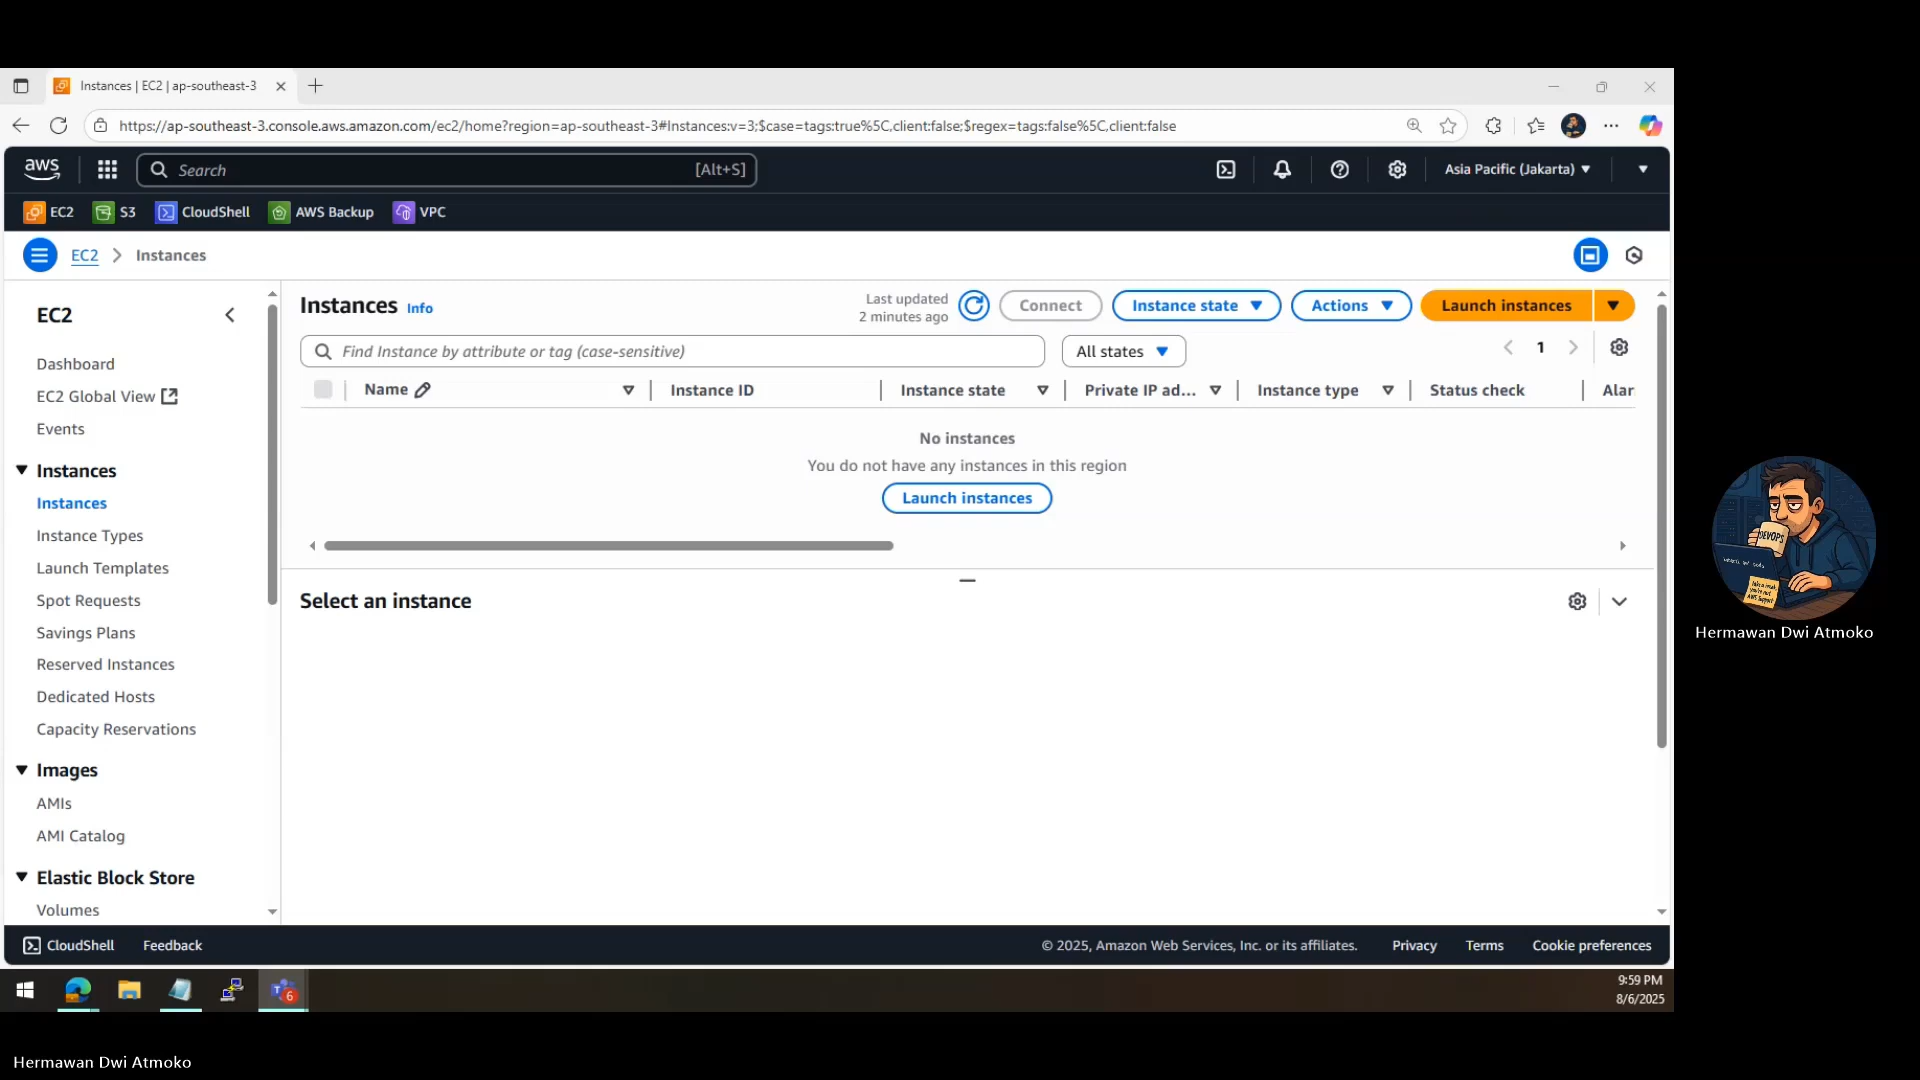 Instances | EC2 | ap-southeast-3
https://ap-southeast-3.console.aws.amazon.com/ec2/home?region=ap-southeast-3#Instances:v=3;$case=tags:true%5C,client:false;$regex=tags:false%5C,client:false
aws
Search
[Alt+S]
Asia Pacific (Jakarta)
EC2
S3
CloudShell
AWS Backup
VPC
EC2
Instances
EC2
Dashboard
EC2 Global View
Events
Instances
Instances
Instance Types
Launch Templates
Spot Requests
Savings Plans
Reserved Instances
Dedicated Hosts
Capacity Reservations
Images
AMIs
AMI Catalog
Elastic Block Store
Volumes
Instances Info
Last updated
2 minutes ago
Connect
Instance state
Actions
Launch instances
Find Instance by attribute or tag (case-sensitive)
All states
1
Name
Instance ID
Instance state
Private IP ad...
Instance type
Status check
Alar
No instances
You do not have any instances in this region
Launch instances
Select an instance
CloudShell
Feedback
© 2025, Amazon Web Services, Inc. or its affiliates.
Privacy
Terms
Cookie preferences
6
9:59 PM
8/6/2025
DEVOPS
Hermawan Dwi Atmoko
Hermawan Dwi Atmoko